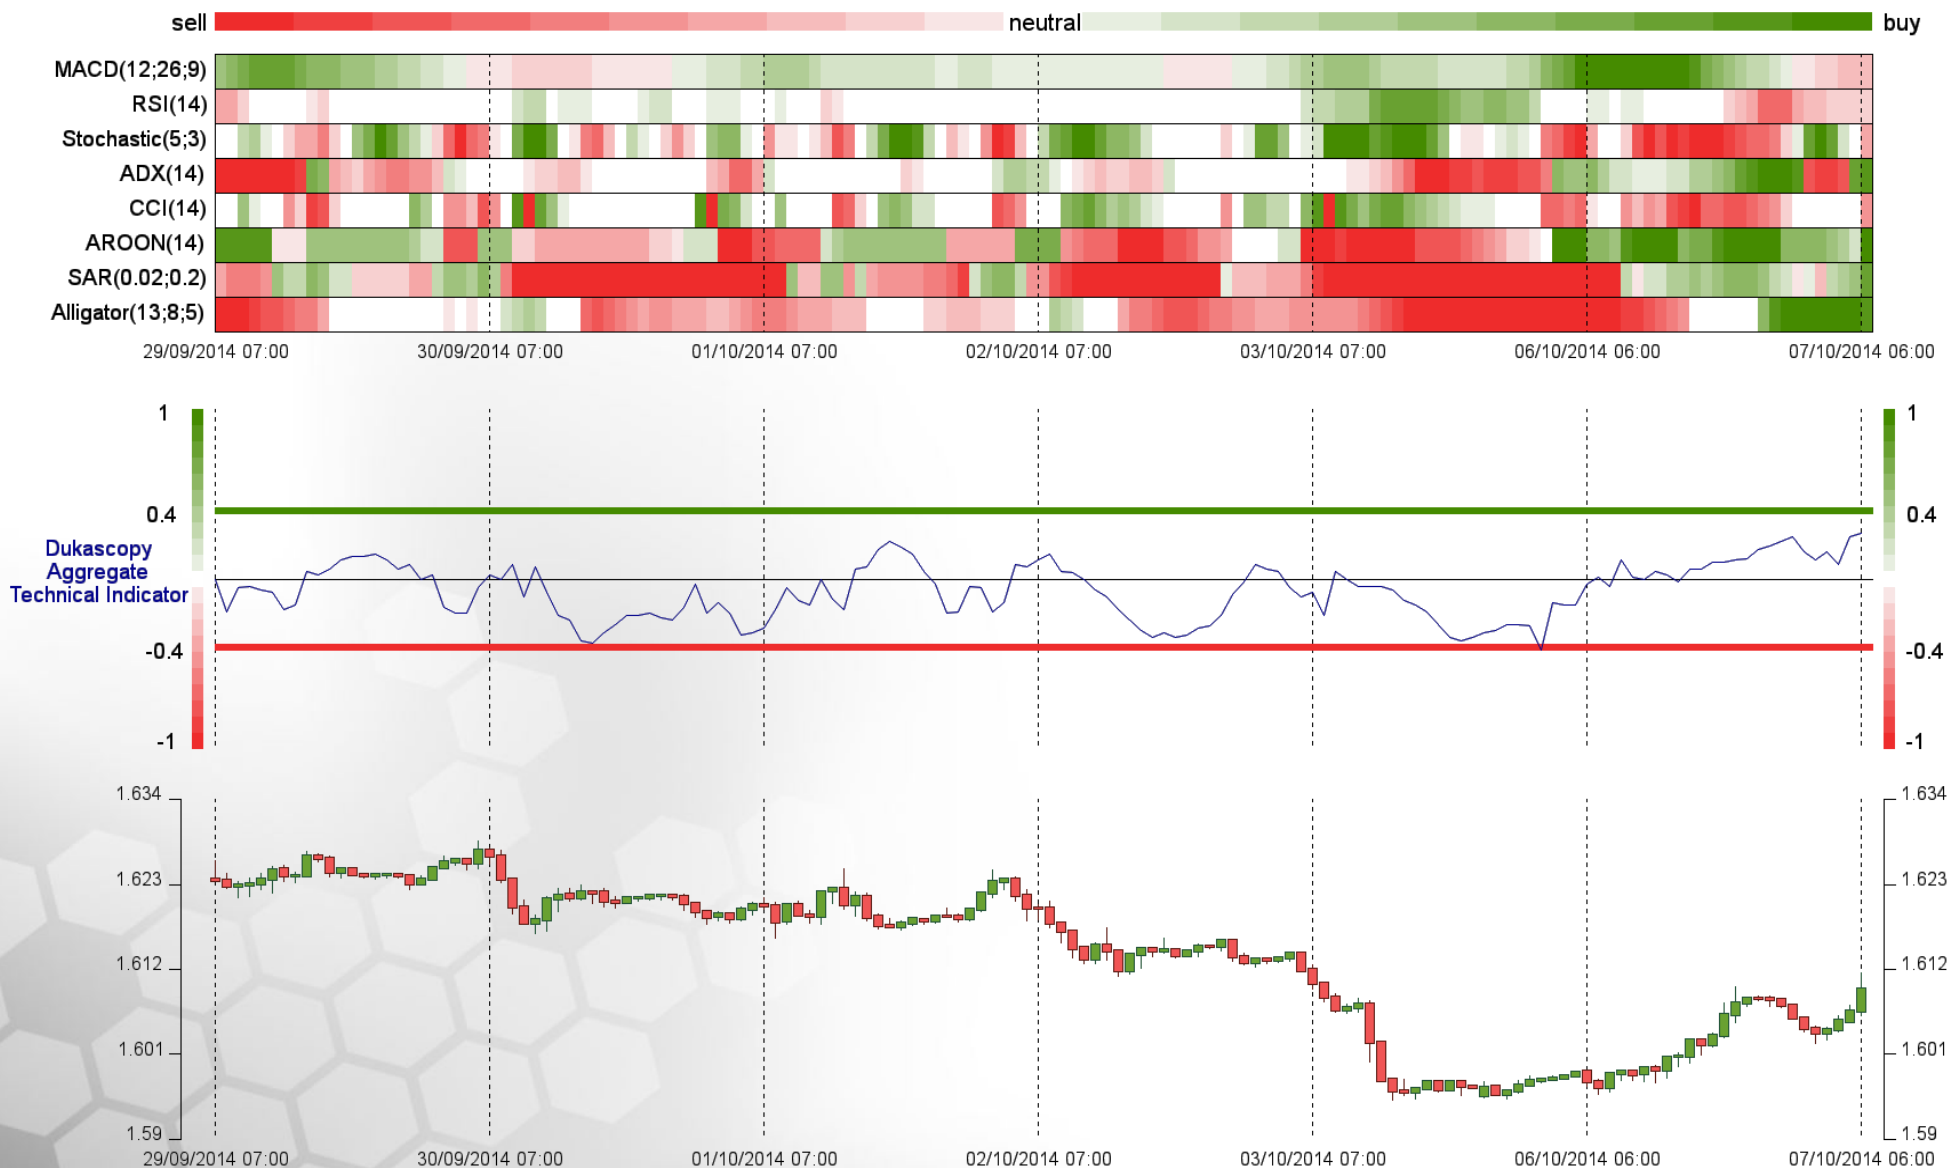 sell neutral buy
MACD(12;26;9)
RSI(14)
Stochastic(5;3)
ADX(14)
CCI(14)
AROON(14)
SAR(0.02;0.2)
Alligator(13;8;5)
29/09/2014 07:00 30/09/2014 07:00 01/10/2014 07:00 02/10/2014 07:00 03/10/2014 07:00 06/10/2014 06:00 07/10/2014 06:00
1 1
0.4 0.4
Dukascopy
Aggregate
Technical Indicator
-0.4 -0.4
-1 -1
1.634 1.634
1.623 1.623
1.612 1.612
1.601 1.601
1.59 1.59
29/09/2014 07:00 30/09/2014 07:00 01/10/2014 07:00 02/10/2014 07:00 03/10/2014 07:00 06/10/2014 06:00 07/10/2014 06:00